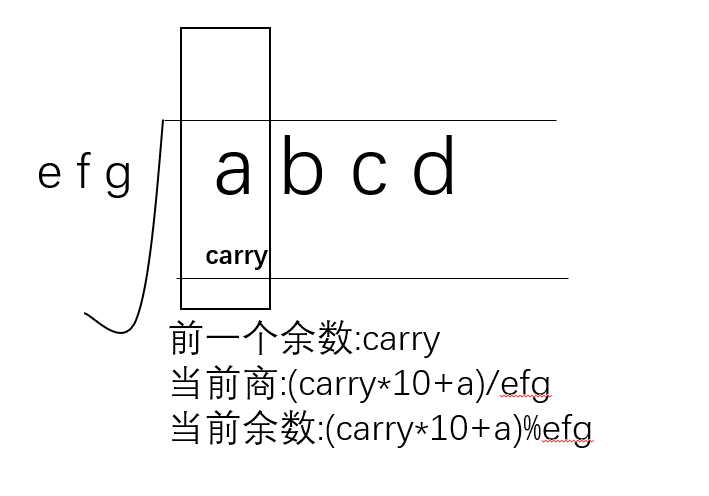 e f g
a b c d
carry
前一个余数:carry
当前商:(carry*10+a)/efg
当前余数:(carry*10+a)%efg